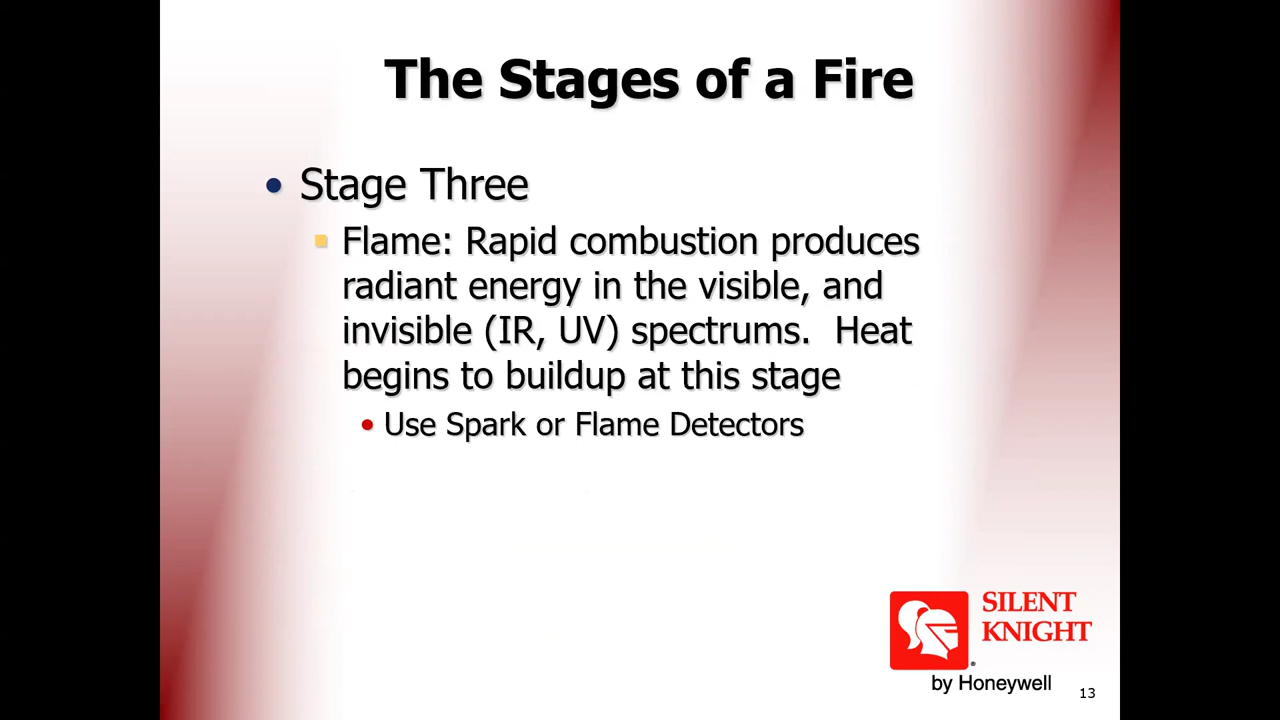 The Stages of a Fire
Stage Three
Flame: Rapid combustion produces
radiant energy in the visible, and
invisible (IR, UV) spectrums. Heat
begins to buildup at this stage
Use Spark or Flame Detectors
SILENT
KNIGHT
®
by Honeywell
13